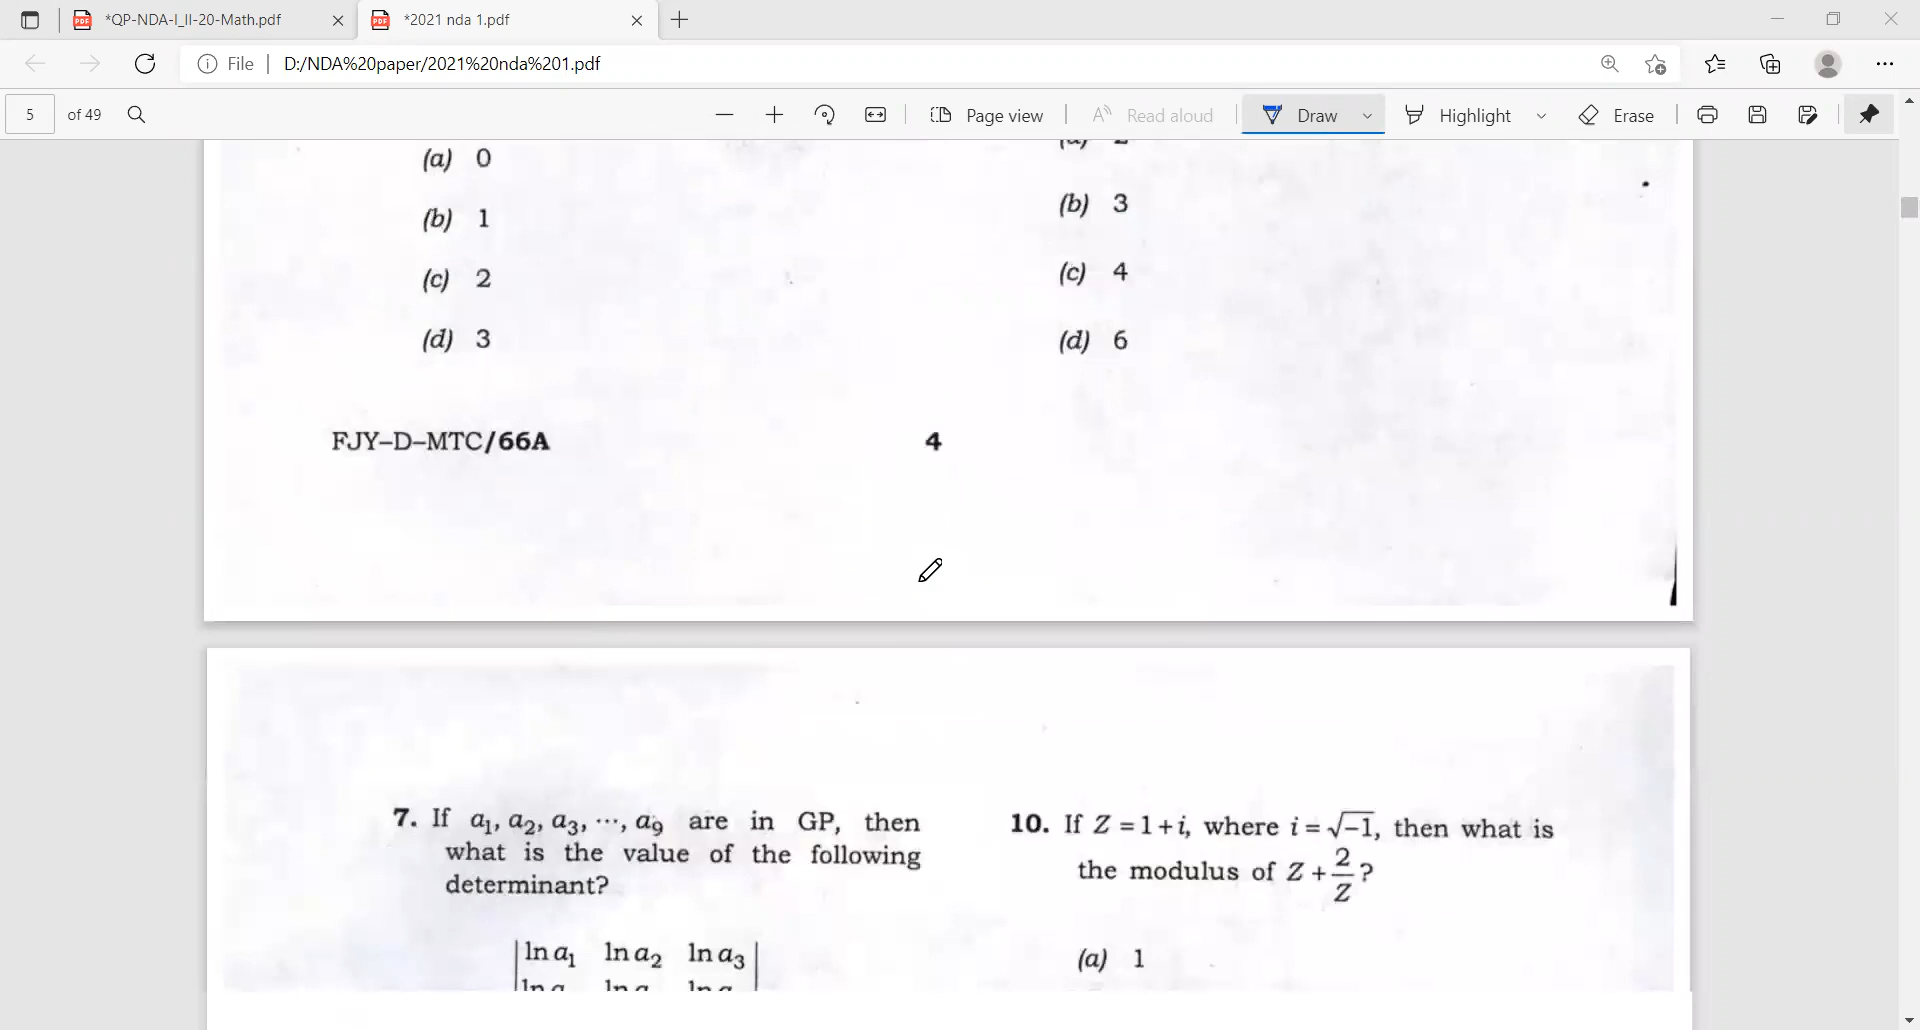 *QP-NDA-I_II-20-Math.pdf
*2021 nda 1.pdf
File
D:/NDA%20paper/2021%20nda%201.pdf
5
of 49
Page view
Read aloud
Draw
Highlight
Erase
(a) 0
(b) 1
(c) 2
(d) 3
(b) 3
(c) 4
(d) 6
FJY–D–MTC/66A
4
7. If a₁, a₂, a₃, ⋯, a₉ are in GP, then
what is the value of the following
determinant?
ln a₁ ln a₂ ln a₃
10. If Z = 1 + i, where i = √−1, then what is
the modulus of Z + 2/Z ?
(a) 1